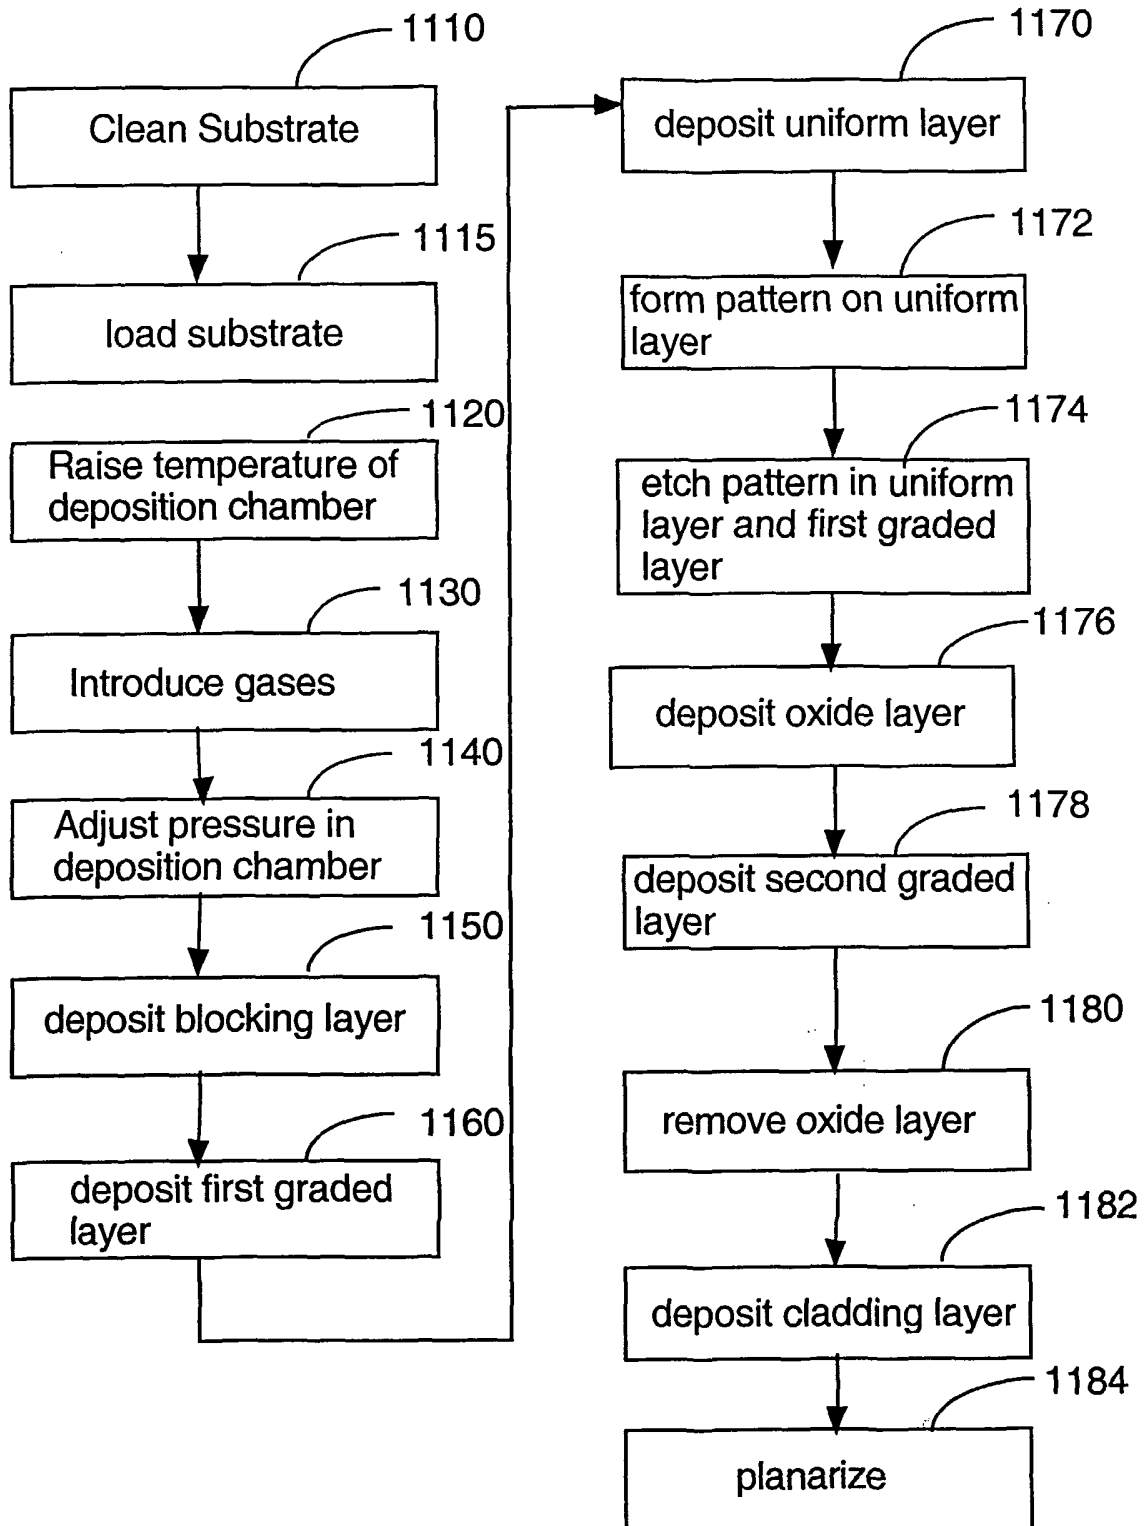 1110
Clean Substrate
1115
load substrate
1120
Raise temperature of
deposition chamber
1130
Introduce gases
1140
Adjust pressure in
deposition chamber
1150
deposit blocking layer
1160
deposit first graded
layer
1170
deposit uniform layer
1172
form pattern on uniform
layer
1174
etch pattern in uniform
layer and first graded
layer
1176
deposit oxide layer
1178
deposit second graded
layer
1180
remove oxide layer
1182
deposit cladding layer
1184
planarize